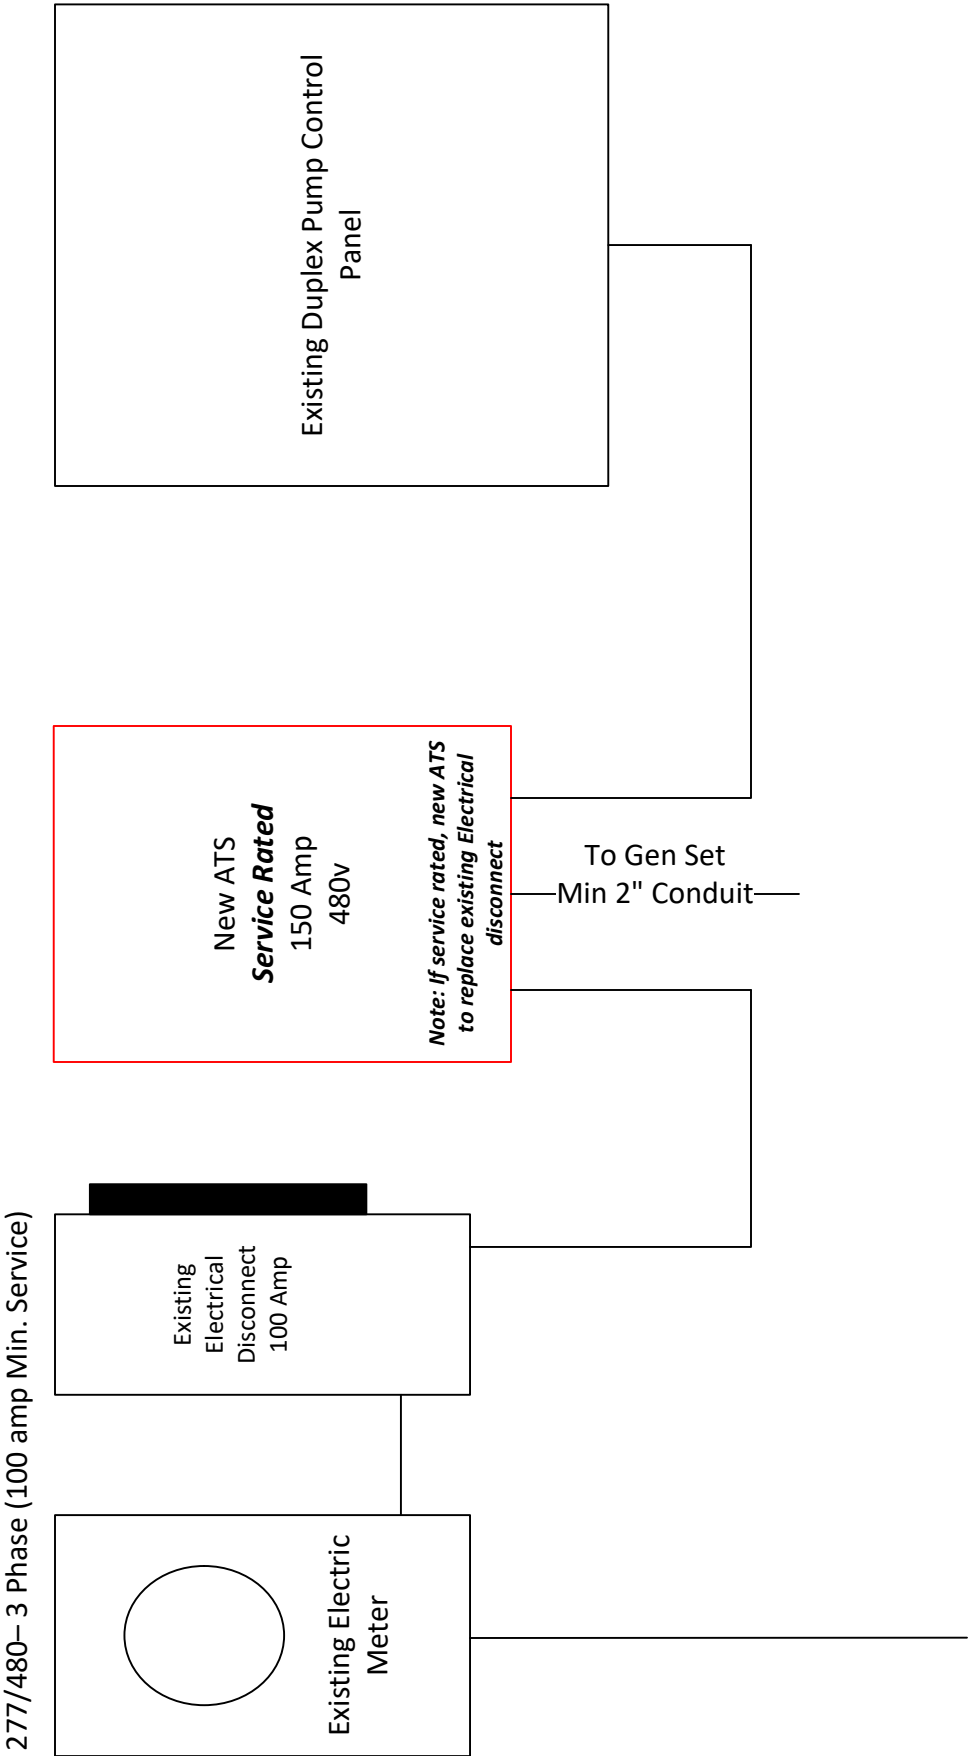 277/480– 3 Phase (100 amp Min. Service)
Existing Electric
Meter
Existing
Electrical
Disconnect
100 Amp
New ATS
Service Rated
150 Amp
480v
Note: If service rated, new ATS
to replace existing Electrical
disconnect
To Gen Set
Min 2" Conduit
Existing Duplex Pump Control
Panel